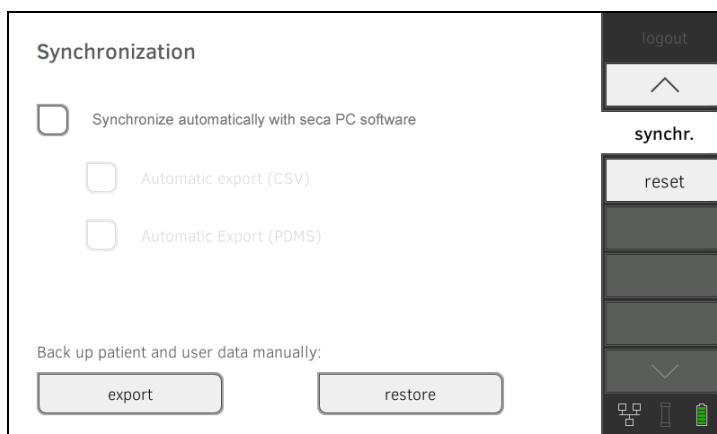 Synchronization
Synchronize automatically with seca PC software
Automatic export (CSV)
Automatic Export (PDMS)
Back up patient and user data manually:
export
restore
logout
synchr.
reset